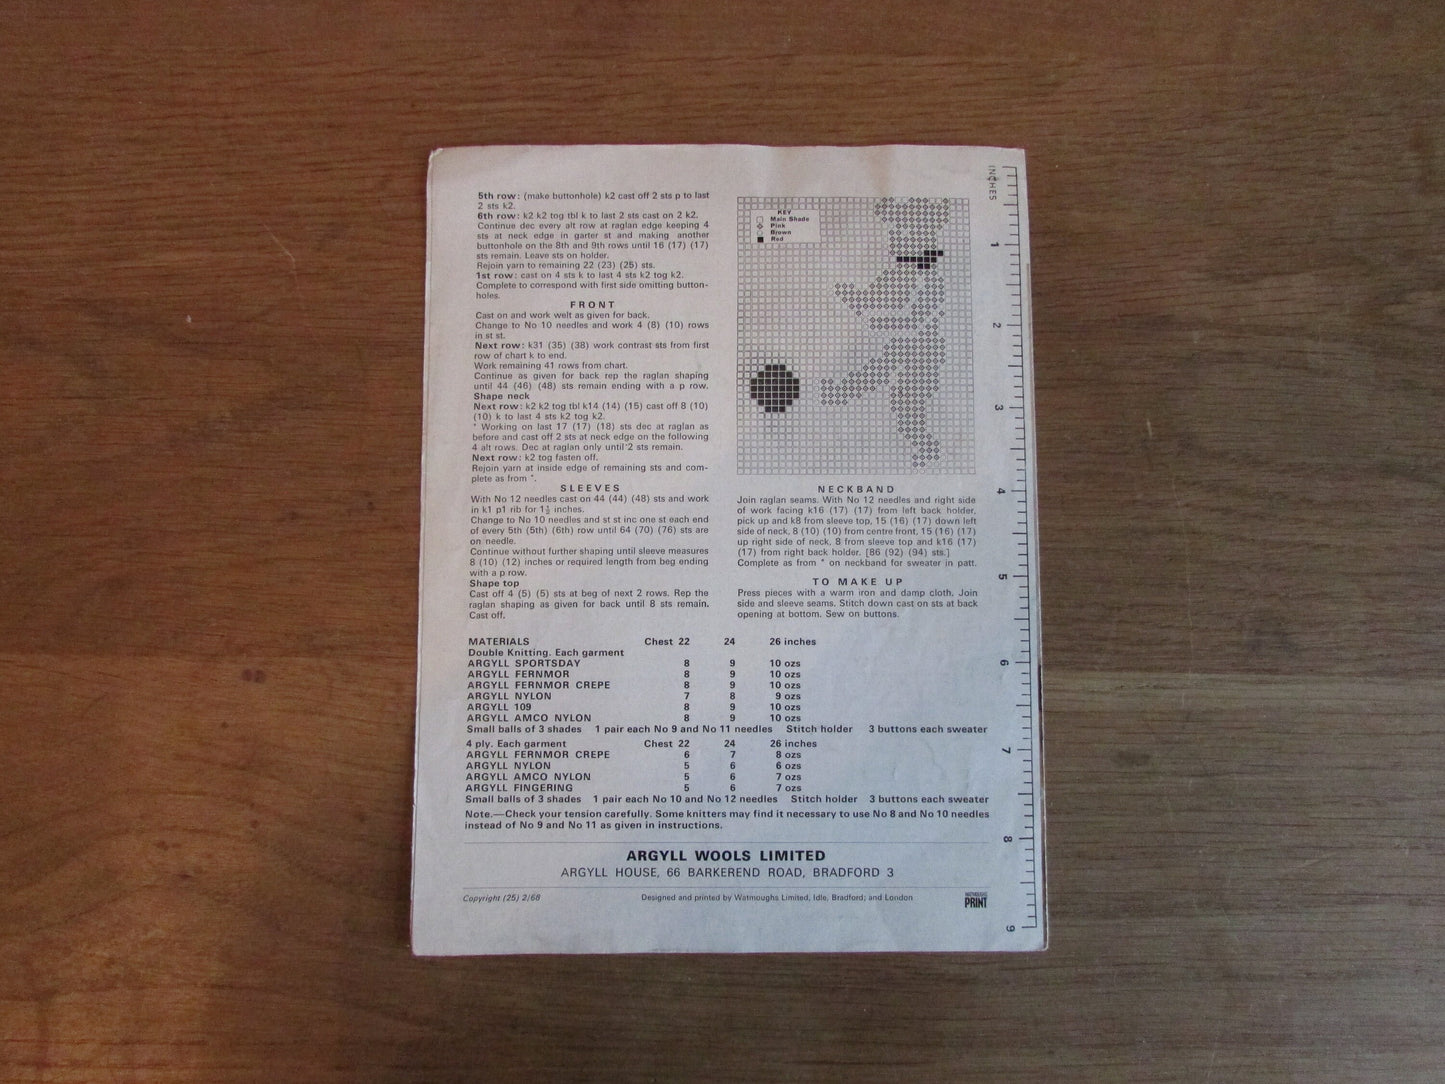 5th row: (make buttonhole) k2 cast off 2 sts p to last
2 sts k2.
6th row: k2 k2 tog tbl k to last 2 sts cast on 2 k2.
Continue dec every alt row at raglan edge keeping 4
sts at neck edge in garter st and making another
buttonhole on the 8th and 9th rows until 16 (17) (17)
sts remain. Leave sts on holder.
Rejoin yarn to remaining 22 (23) (25) sts.
1st row: cast on 4 sts k to last 4 sts k2 tog k2.
Complete to correspond with first side omitting button-
holes.
FRONT
Cast on and work welt as given for back.
Change to No 10 needles and work 4 (8) (10) rows
in st st.
Next row: k31 (35) (38) work contrast sts from first
row of chart k to end.
Work remaining 41 rows from chart.
Continue as given for back rep the raglan shaping
until 44 (46) (48) sts remain ending with a p row.
Shape neck
Next row: k2 k2 tog tbl k14 (14) (15) cast off 8 (10)
(10) k to last 4 sts k2 tog k2.
* Working on last 17 (17) (18) sts dec at raglan as
before and cast off 2 sts at neck edge on the following
4 alt rows. Dec at raglan only until 2 sts remain.
Next row: k2 tog fasten off.
Rejoin yarn at inside edge of remaining sts and com-
plete as from *.
SLEEVES
With No 12 needles cast on 44 (44) (48) sts and work
in k1 p1 rib for 1½ inches.
Change to No 10 needles and st st inc one st each end
of every 5th (5th) (6th) row until 64 (70) (76) sts are
on needle.
Continue without further shaping until sleeve measures
8 (10) (12) inches or required length from beg ending
with a p row.
Shape top
Cast off 4 (5) (5) sts at beg of next 2 rows. Rep the
raglan shaping as given for back until 8 sts remain.
Cast off.
KEY
Main Shade
Pink
Brown
Red
NECKBAND
Join raglan seams. With No 12 needles and right side
of work facing k16 (17) (17) from left back holder,
pick up and k8 from sleeve top, 15 (16) (17) down left
side of neck, 8 (10) (10) from centre front, 15 (16) (17)
up right side of neck, 8 from sleeve top and k16 (17)
(17) from right back holder. [86 (92) (94) sts.]
Complete as from * on neckband for sweater in patt.
TO MAKE UP
Press pieces with a warm iron and damp cloth. Join
side and sleeve seams. Stitch down cast on sts at back
opening at bottom. Sew on buttons.
MATERIALS Chest 22 24 26 inches
Double Knitting. Each garment
ARGYLL SPORTSDAY 8 9 10 ozs
ARGYLL FERNMOR 8 9 10 ozs
ARGYLL FERNMOR CREPE 8 9 10 ozs
ARGYLL NYLON 7 8 9 ozs
ARGYLL 109 8 9 10 ozs
ARGYLL AMCO NYLON 8 9 10 ozs
Small balls of 3 shades 1 pair each No 9 and No 11 needles Stitch holder 3 buttons each sweater
4 ply. Each garment Chest 22 24 26 inches
ARGYLL FERNMOR CREPE 6 7 8 ozs
ARGYLL NYLON 5 6 6 ozs
ARGYLL AMCO NYLON 5 6 7 ozs
ARGYLL FINGERING 5 6 7 ozs
Small balls of 3 shades 1 pair each No 10 and No 12 needles Stitch holder 3 buttons each sweater
Note.—Check your tension carefully. Some knitters may find it necessary to use No 8 and No 10 needles
instead of No 9 and No 11 as given in instructions.
ARGYLL WOOLS LIMITED
ARGYLL HOUSE, 66 BARKEREND ROAD, BRADFORD 3
Copyright (25) 2/68
Designed and printed by Watmoughs Limited, Idle, Bradford; and London
WATMOUGHS
PRINT
INCHES
1
2
3
4
5
6
7
8
9